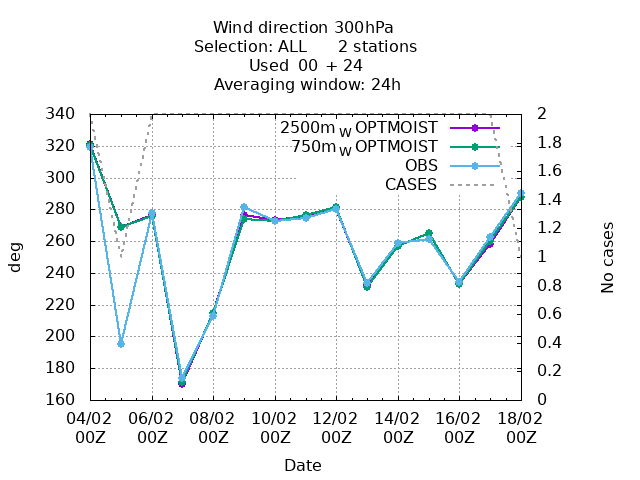 Wind direction 300hPa
Selection: ALL 2 stations
Used 00 + 24
Averaging window: 24h
340 2
2500m W OPTMOIST
320 1.8
750m W OPTMOIST
OBS
300 1.6
CASES
280 1.4
260 1.2
240 1
220 0.8
200 0.6
180 0.4
160 0.2
0
deg
No cases
04/02 06/02 08/02 10/02 12/02 14/02 16/02 18/02
00Z 00Z 00Z 00Z 00Z 00Z 00Z 00Z
Date